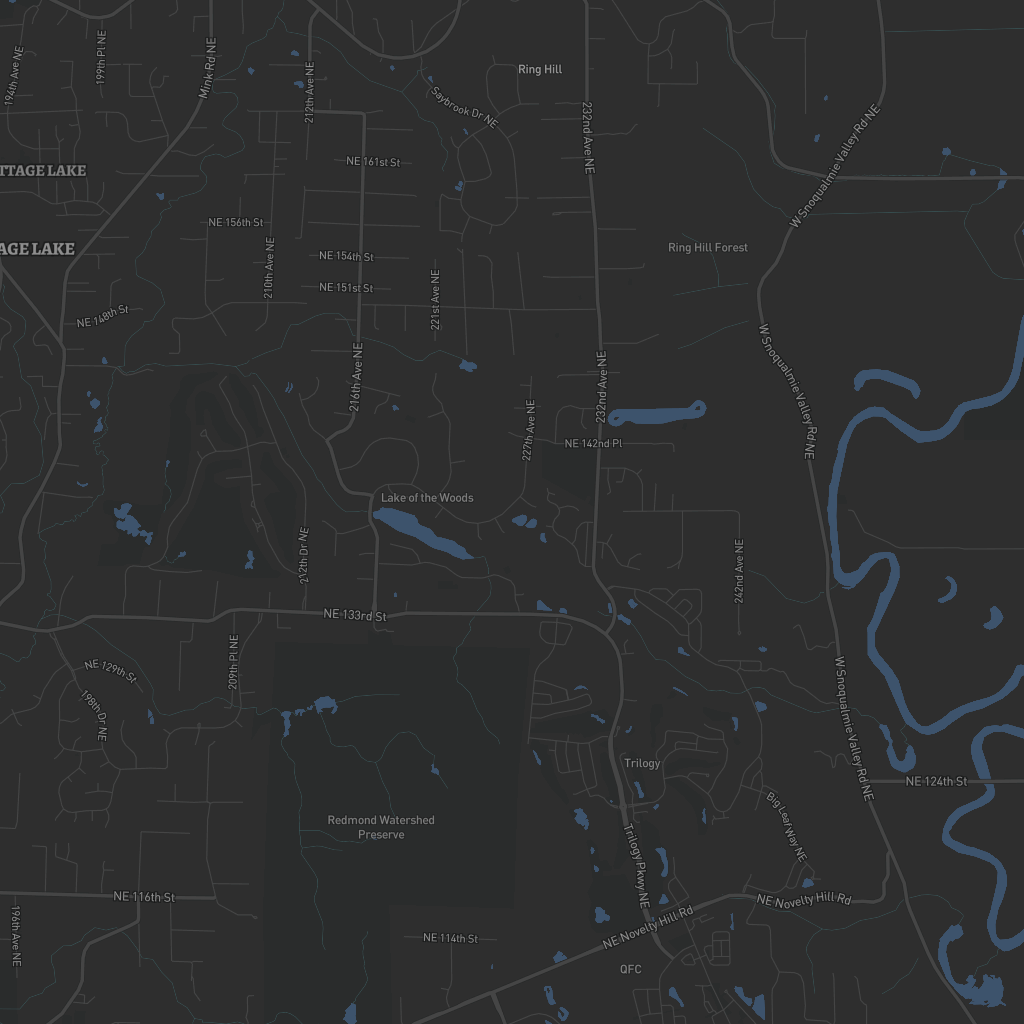 194th Ave NE
199th Pl NE
Mink Rd NE
212th Ave NE
Saybrook Dr NE
Ring Hill
232nd Ave NE
W Snoqualmie Valley Rd NE
TTAGE LAKE
NE 161st St
AGE LAKE
NE 156th St
210th Ave NE
NE 154th St
NE 151st St
221st Ave NE
Ring Hill Forest
NE 148th St
216th Ave NE
232nd Ave NE
W Snoqualmie Valley Rd NE
227th Ave NE
NE 142nd Pl
Lake of the Woods
212th Dr NE
242nd Ave NE
NE 133rd St
209th Pl NE
NE 129th St
198th Dr NE
W Snoqualmie Valley Rd NE
Trilogy
NE 124th St
Redmond Watershed
Preserve
Big Leaf Way NE
Trilogy Pkwy NE
NE 116th St
196th Ave NE
NE Novelty Hill Rd
NE 114th St
NE Novelty Hill Rd
QFC